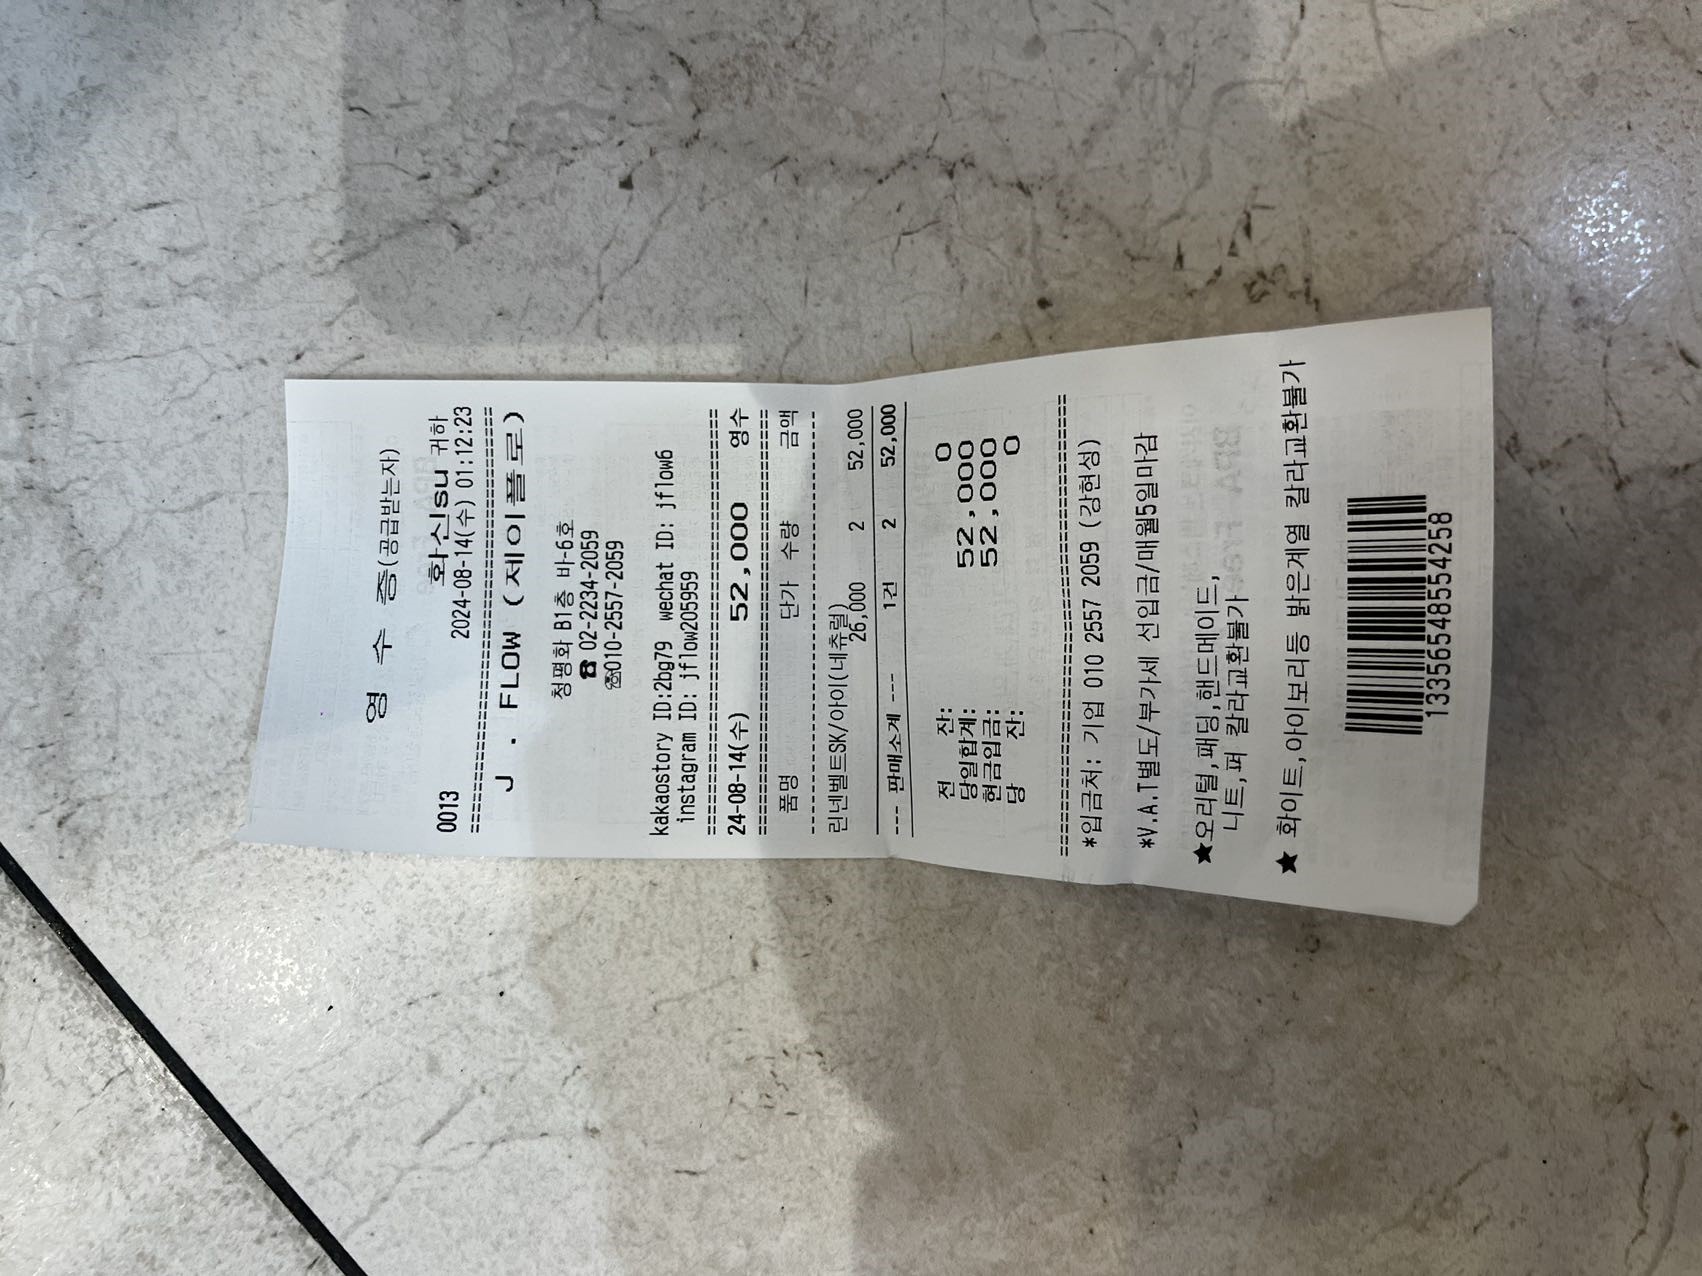 영 수 증(공급받는자)
화신su 귀하
0013 2024-08-14(수) 01:12:23
================================
J . FLOW (제이플로)
청평화 B1층 바-6호
☎ 02-2234-2059
☏010-2557-2059
kakaostory ID:2bg79 wechat ID: jflow6
instagram ID: jflow205959
================================
24-08-14(수) 52,000 영수
================================
품명 단가 수량 금액
--------------------------------
린넨벨트SK/아이(네츄럴)
26,000 2 52,000
--- 판매소계 --- 1건 2 52,000
전 잔: 0
당일합계: 52,000
현금입금: 52,000
당 잔: 0
================================
*입금처: 기업 010 2557 2059 (강현성)
*V.A.T별도/부가세 선입금/매월5일마감
★오리털,패딩,핸드메이드,
니트,퍼 칼라교환불가
★ 화이트,아이보리등 밝은계열 칼라교환불가
1335654855542​58